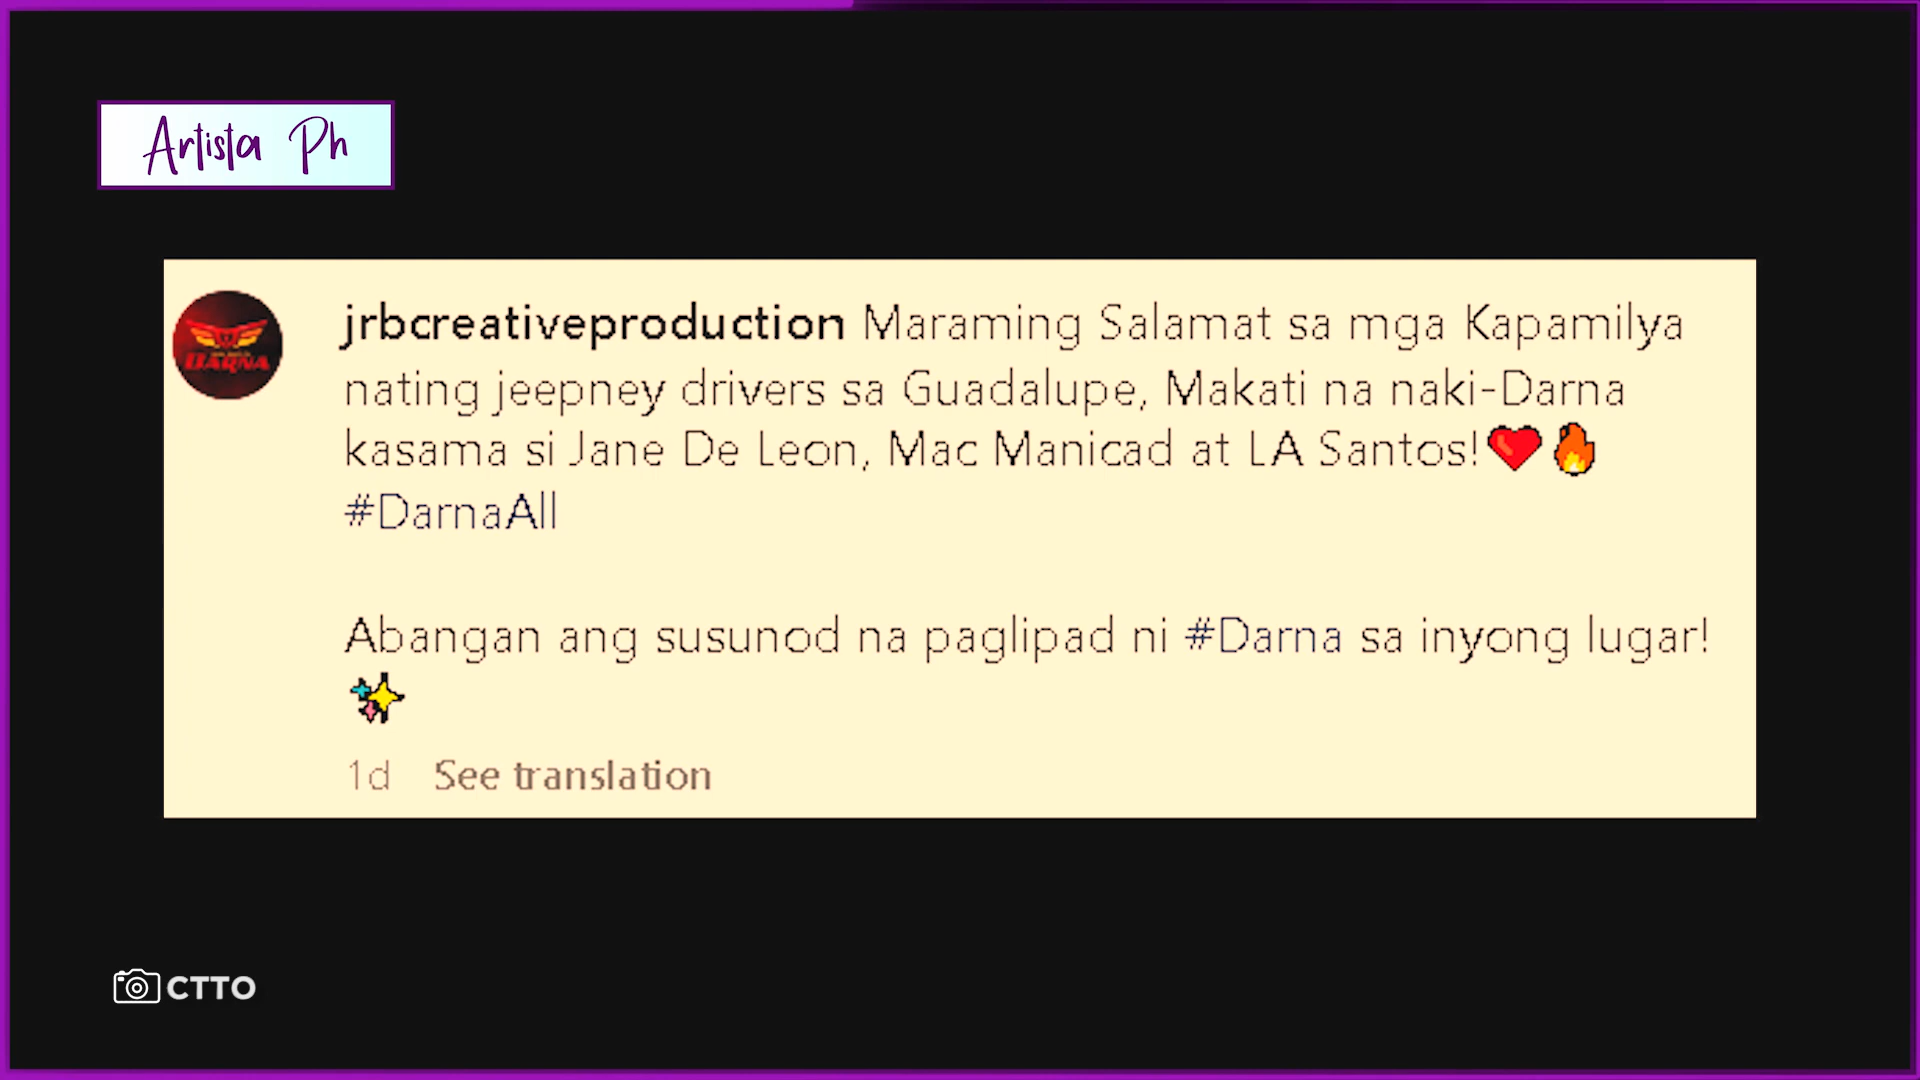 Artista Ph
DARNA
jrbcreativeproduction Maraming Salamat sa mga Kapamilya
nating jeepney drivers sa Guadalupe, Makati na naki-Darna
kasama si Jane De Leon, Mac Manicad at LA Santos!❤️🔥
#DarnaAll
Abangan ang susunod na paglipad ni #Darna sa inyong lugar!
✨
1d See translation
CTTO